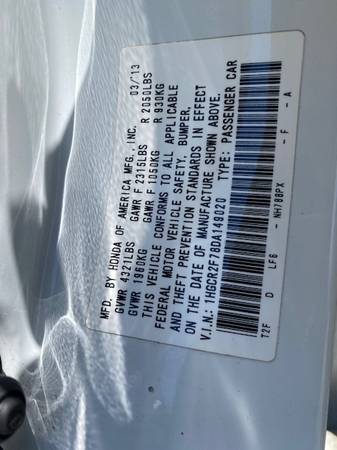 MFD. BY HONDA OF AMERICA MFG., INC. 03/13
GVWR 4321LBS GAWR F 2315LBS R 2050LBS
GVWR 1960KG GAWR F 1050KG R 930KG
THIS VEHICLE CONFORMS TO ALL APPLICABLE
FEDERAL MOTOR VEHICLE SAFETY, BUMPER,
AND THEFT PREVENTION STANDARDS IN EFFECT
ON THE DATE OF MANUFACTURE SHOWN ABOVE.
V.I.N.: 1HGCR2F78DA149020 TYPE: PASSENGER CAR
T2F D LF6 - NH788PX - F - A